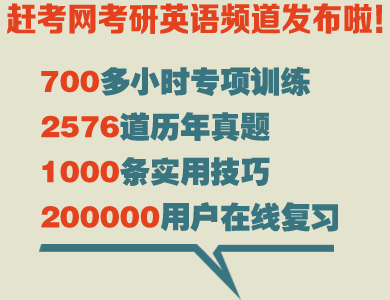 赶考网考研英语频道发布啦!
700多小时专项训练
2576道历年真题
1000条实用技巧
200000用户在线复习